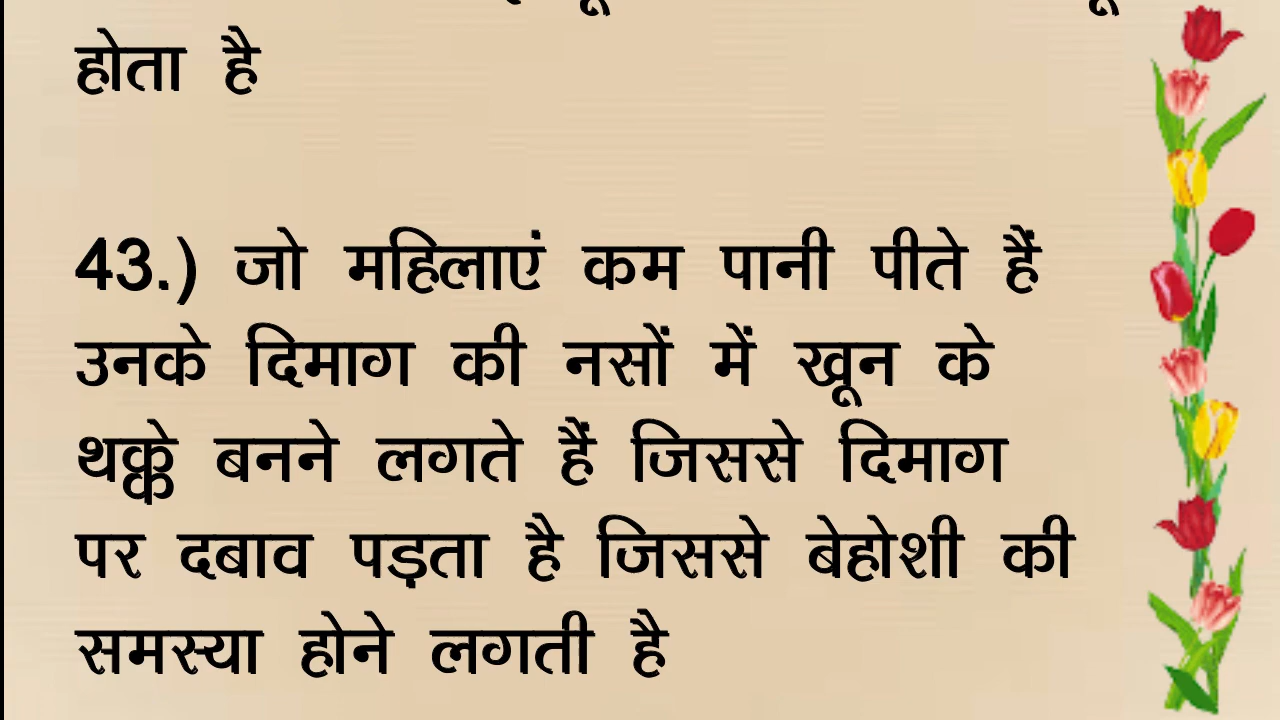 होता है
43.) जो महिलाएं कम पानी पीते हैं
उनके दिमाग की नसों में खून के
थक्के बनने लगते हैं जिससे दिमाग
पर दबाव पड़ता है जिससे बेहोशी की
समस्या होने लगती है